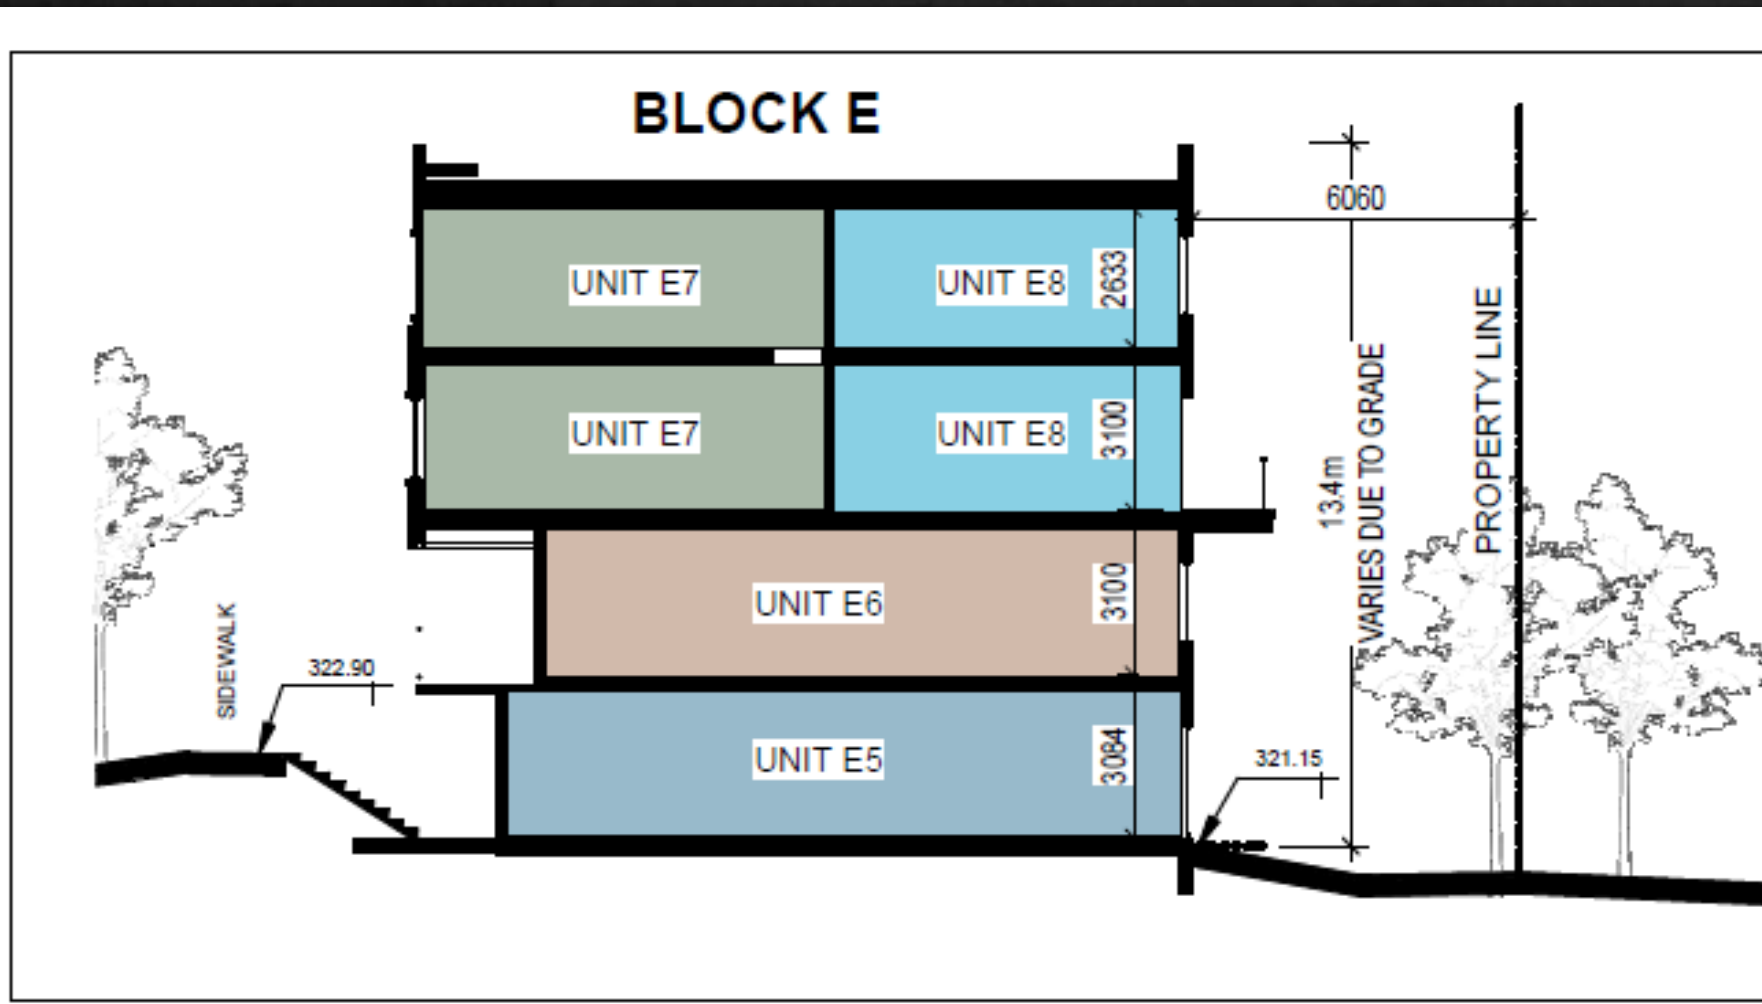 BLOCK E
6060
UNIT E7
UNIT E8
2633
UNIT E7
UNIT E8
3100
13.4m
VARIES DUE TO GRADE
PROPERTY LINE
UNIT E6
3100
SIDEWALK
322.90
UNIT E5
3084
321.15